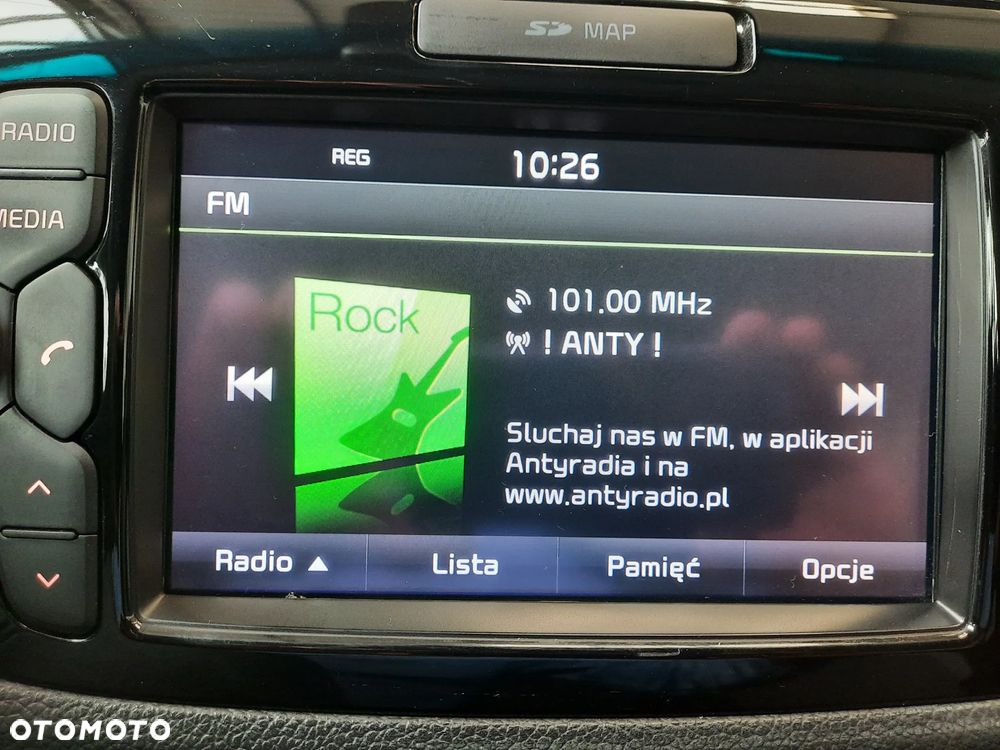 SD MAP
RADIO
MEDIA
REG
10:26
FM
Rock
101.00 MHz
! ANTY !
Sluchaj nas w FM, w aplikacji
Antyradia i na
www.antyradio.pl
Radio ▲
Lista
Pamięć
Opcje
OTOMOTO